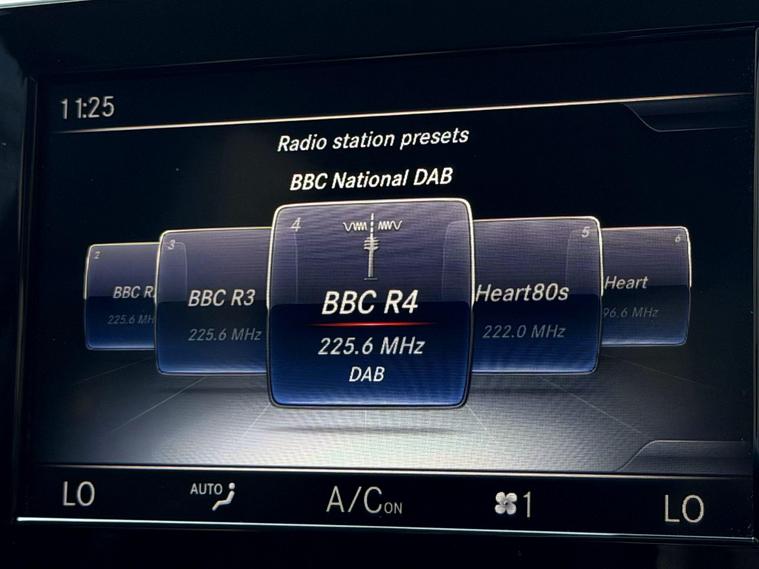 11:25
Radio station presets
BBC National DAB
2
BBC R
225.6 MH
3
BBC R3
225.6 MHz
4
BBC R4
225.6 MHz
DAB
5
Heart80s
222.0 MHz
6
Heart
96.6 MHz
LO
AUTO
A/C ON
1
LO